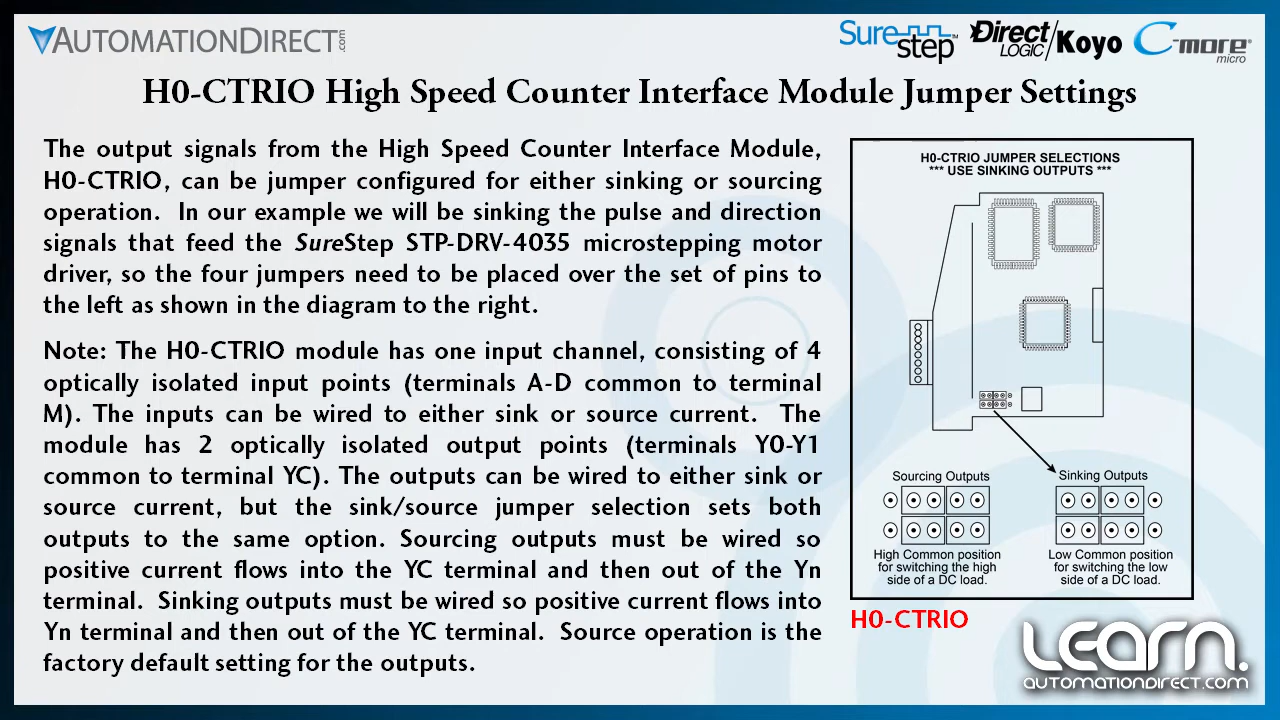 AUTOMATIONDIRECT.com
SureStep™
Direct LOGIC/Koyo
C-more® micro
H0-CTRIO High Speed Counter Interface Module Jumper Settings
The output signals from the High Speed Counter Interface Module,
H0-CTRIO, can be jumper configured for either sinking or sourcing
operation. In our example we will be sinking the pulse and direction
signals that feed the SureStep STP-DRV-4035 microstepping motor
driver, so the four jumpers need to be placed over the set of pins to
the left as shown in the diagram to the right.
Note: The H0-CTRIO module has one input channel, consisting of 4
optically isolated input points (terminals A-D common to terminal
M). The inputs can be wired to either sink or source current. The
module has 2 optically isolated output points (terminals Y0-Y1
common to terminal YC). The outputs can be wired to either sink or
source current, but the sink/source jumper selection sets both
outputs to the same option. Sourcing outputs must be wired so
positive current flows into the YC terminal and then out of the Yn
terminal. Sinking outputs must be wired so positive current flows into
Yn terminal and then out of the YC terminal. Source operation is the
factory default setting for the outputs.
H0-CTRIO JUMPER SELECTIONS
*** USE SINKING OUTPUTS ***
Sourcing Outputs
High Common position
for switching the high
side of a DC load.
Sinking Outputs
Low Common position
for switching the low
side of a DC load.
H0-CTRIO
LEARN.
AUTOMATIONDIRECT.COM